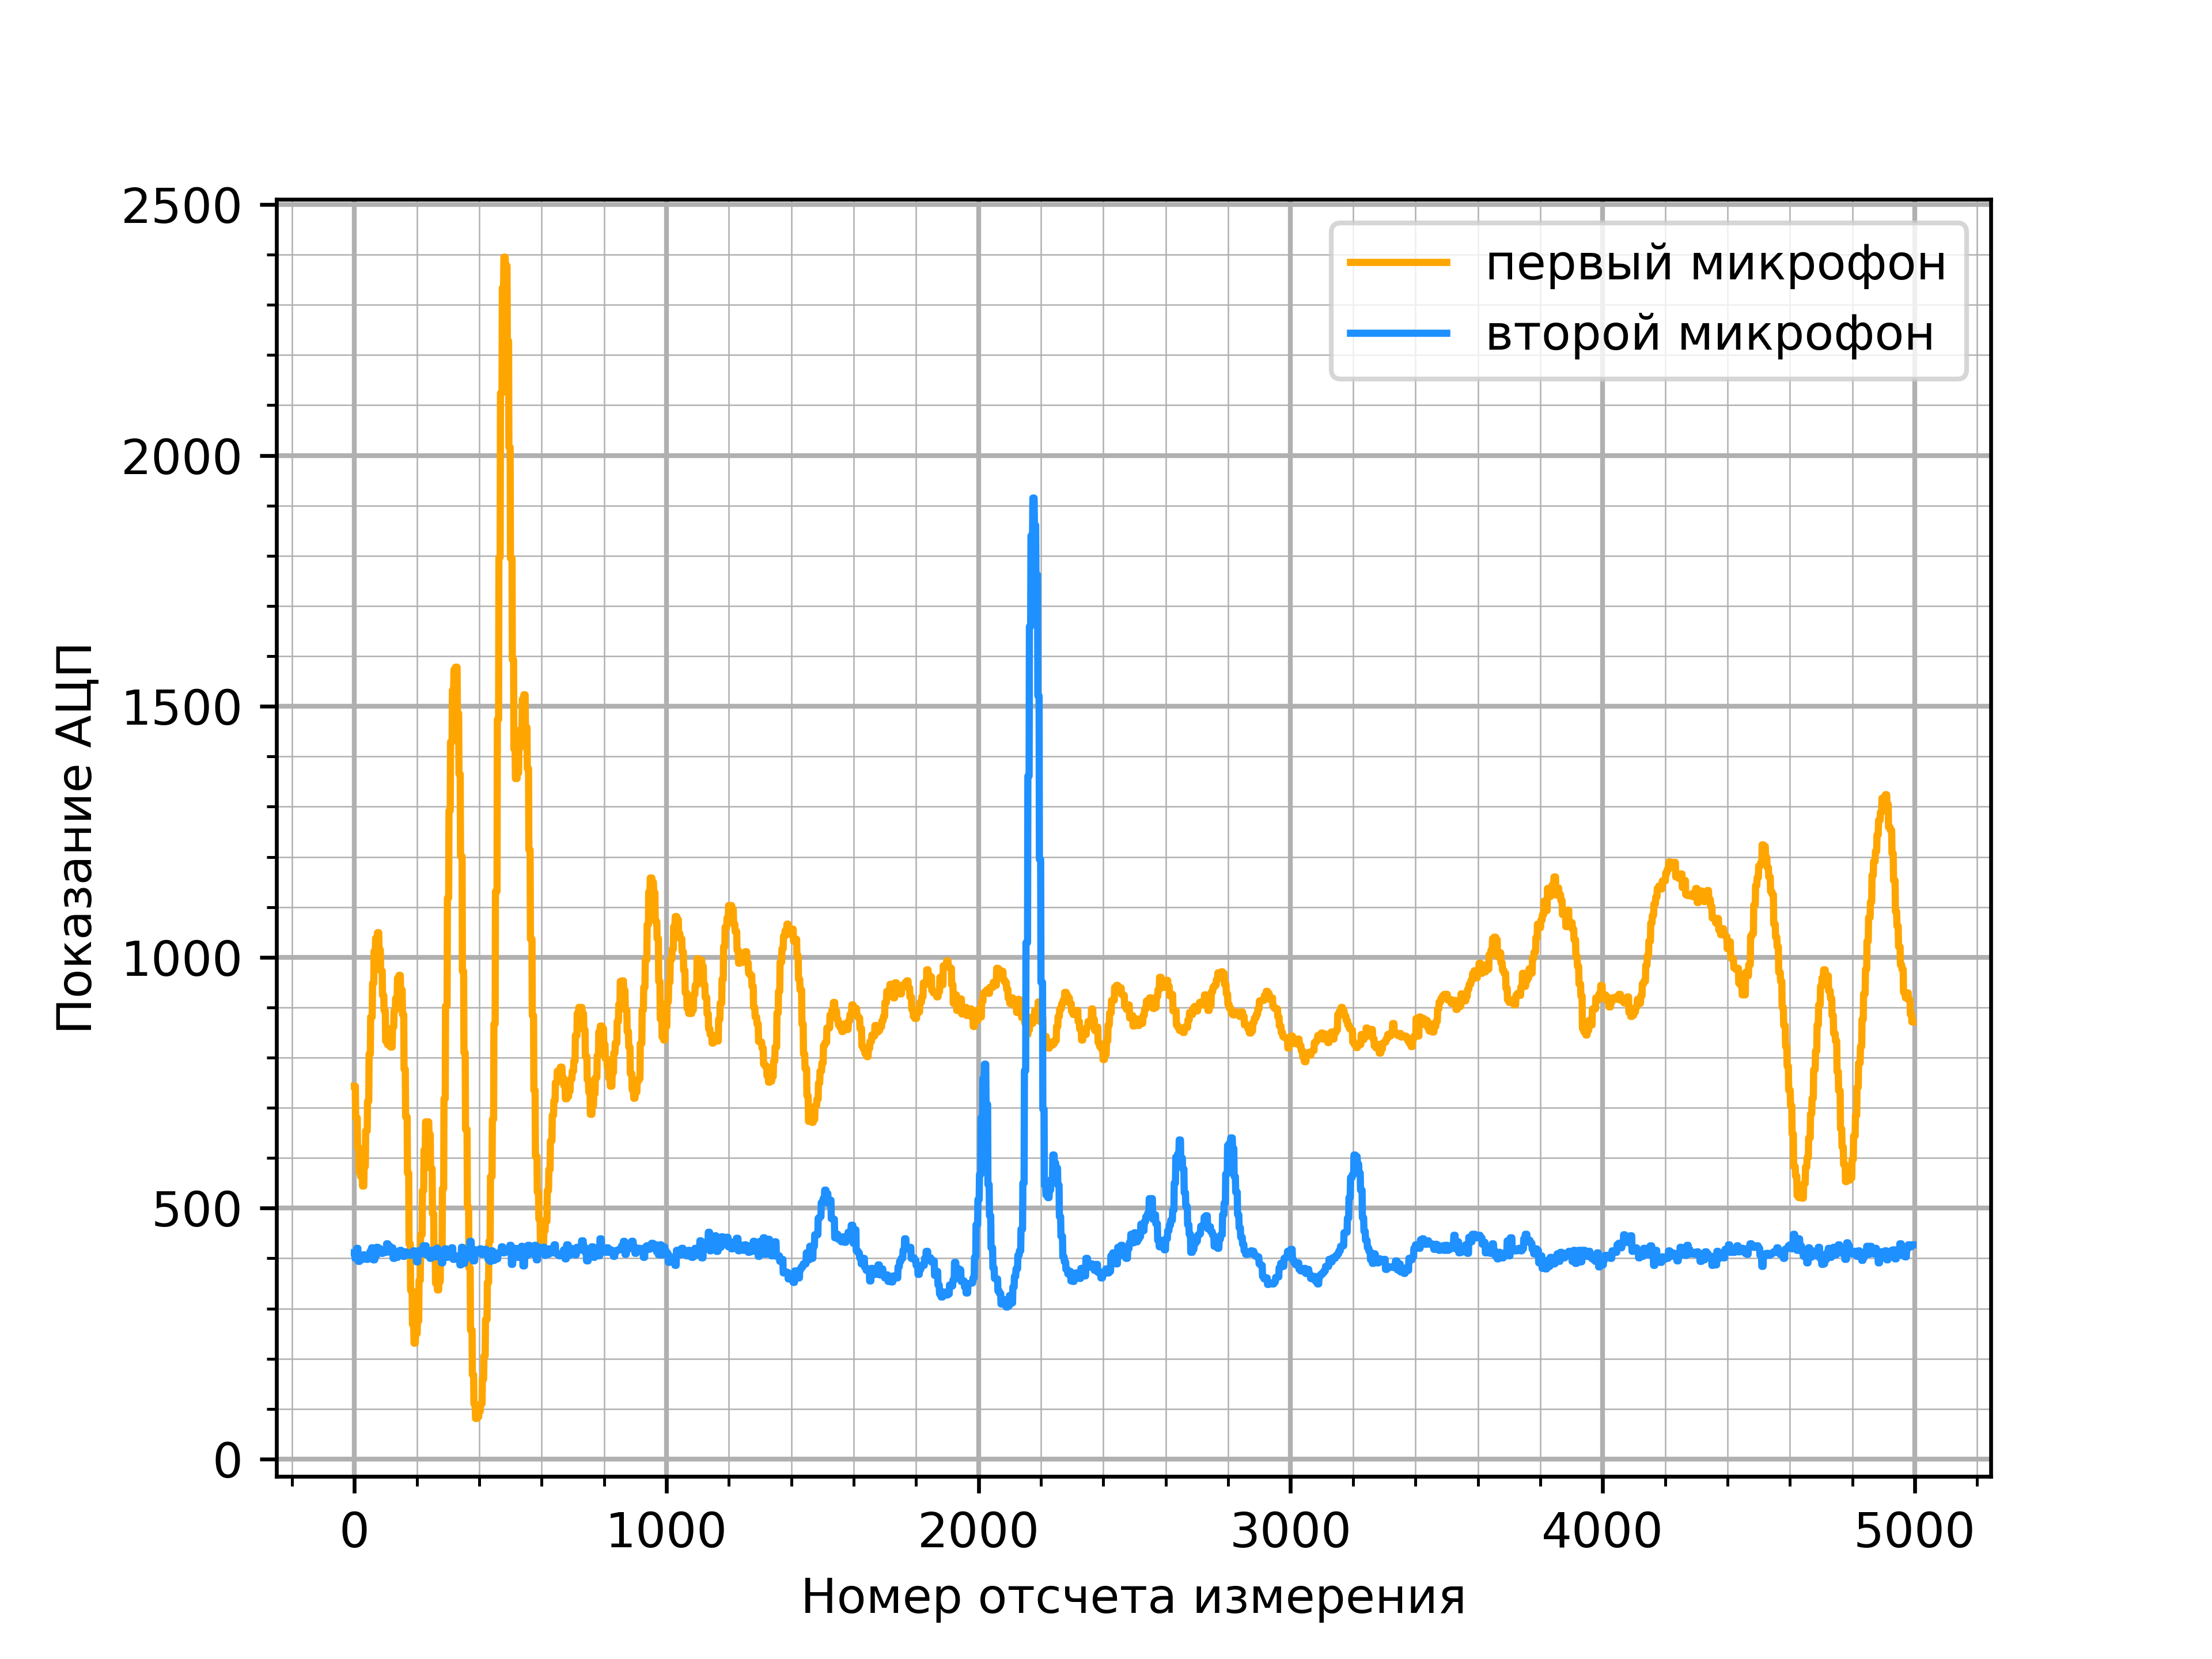 2500
2000
1500
1000
500
0
Показание АЦП
первый микрофон
второй микрофон
0 1000 2000 3000 4000 5000
Номер отсчета измерения